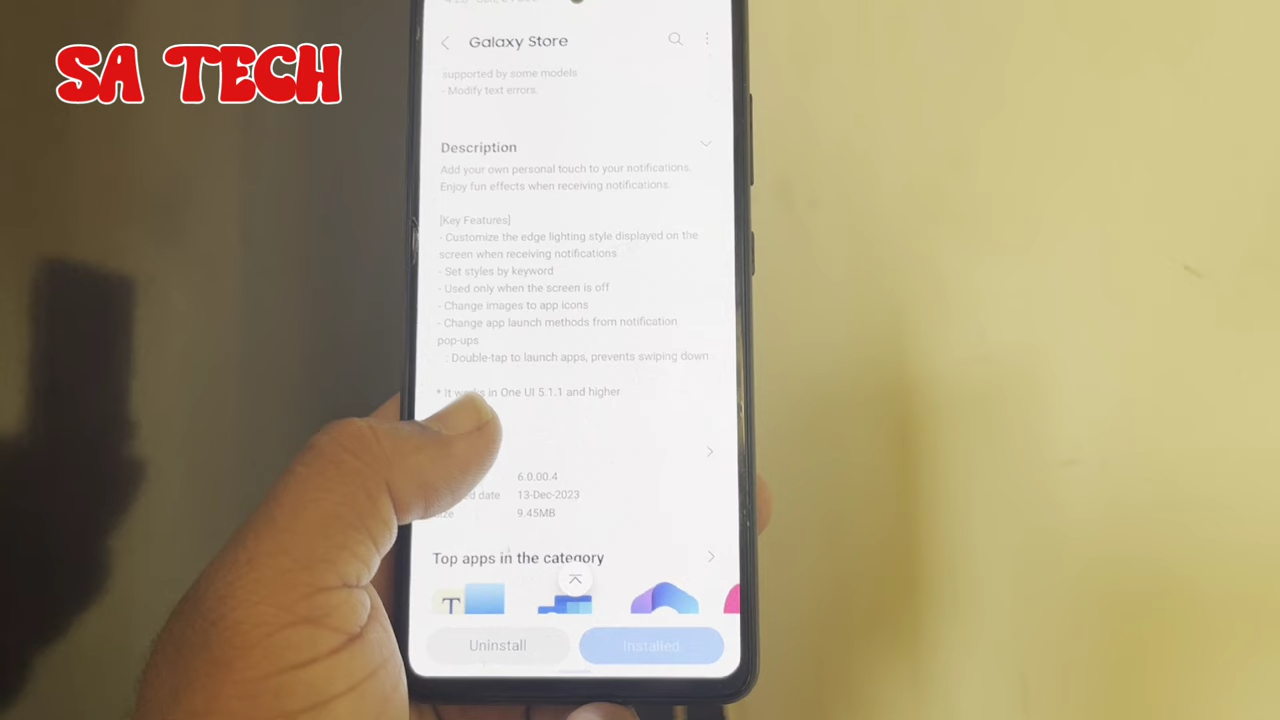 SA TECH
Galaxy Store
supported by some models
- Modify text errors.
Description
Add your own personal touch to your notifications.
Enjoy fun effects when receiving notifications.
[Key Features]
- Customize the edge lighting style displayed on the
screen when receiving notifications
- Set styles by keyword
- Used only when the screen is off
- Change images to app icons
- Change app launch methods from notification
pop-ups
: Double-tap to launch apps, prevents swiping down
* It works in One UI 5.1.1 and higher
6.0.00.4
date 13-Dec-2023
9.45MB
Top apps in the category
T
Uninstall
Installed